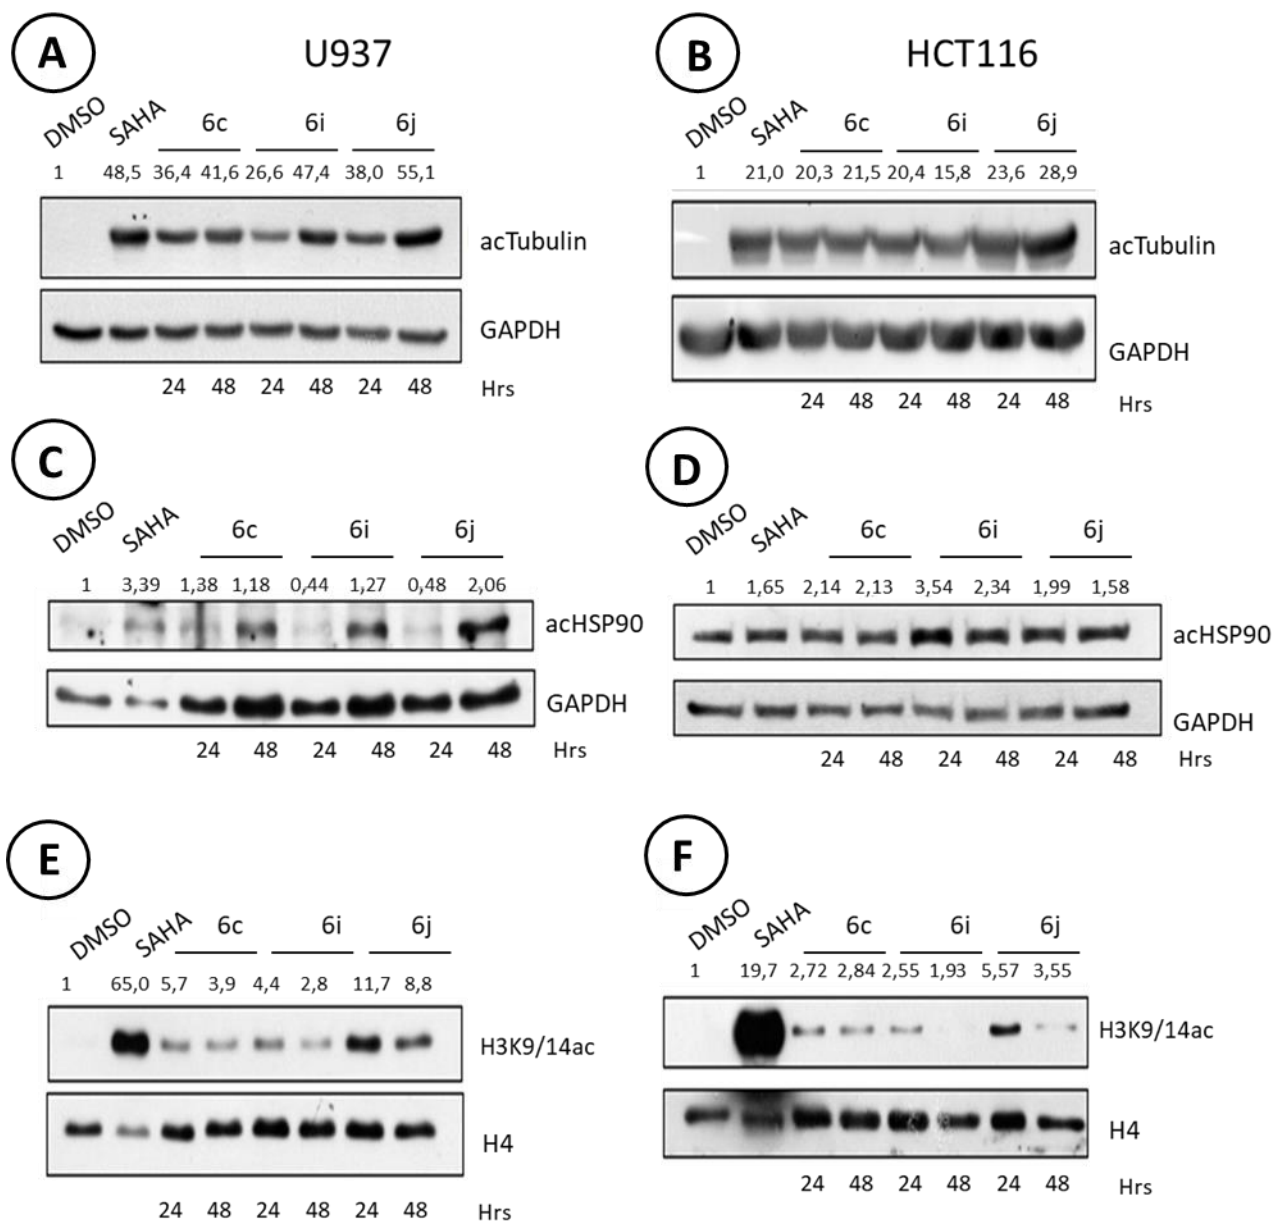 A
U937
DMSO SAHA 6c 6i 6j
1 48,5 36,4 41,6 26,6 47,4 38,0 55,1
acTubulin
GAPDH
24 48 24 48 24 48 Hrs
B
HCT116
DMSO SAHA 6c 6i 6j
1 21,0 20,3 21,5 20,4 15,8 23,6 28,9
acTubulin
GAPDH
24 48 24 48 24 48 Hrs
C
DMSO SAHA 6c 6i 6j
1 3,39 1,38 1,18 0,44 1,27 0,48 2,06
acHSP90
GAPDH
24 48 24 48 24 48 Hrs
D
DMSO SAHA 6c 6i 6j
1 1,65 2,14 2,13 3,54 2,34 1,99 1,58
acHSP90
GAPDH
24 48 24 48 24 48 Hrs
E
DMSO SAHA 6c 6i 6j
1 65,0 5,7 3,9 4,4 2,8 11,7 8,8
H3K9/14ac
H4
24 48 24 48 24 48 Hrs
F
DMSO SAHA 6c 6i 6j
1 19,7 2,72 2,84 2,55 1,93 5,57 3,55
H3K9/14ac
H4
24 48 24 48 24 48 Hrs